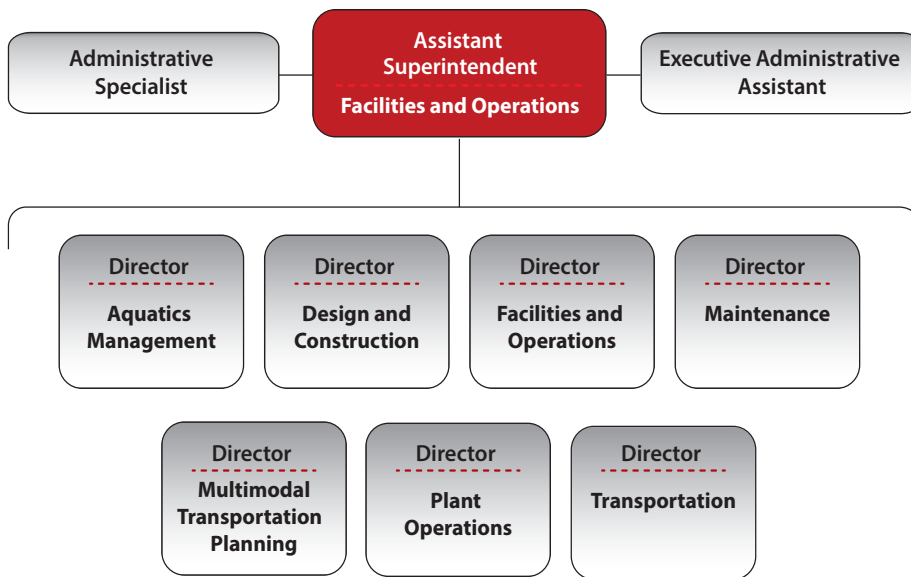 Administrative
Specialist
Assistant
Superintendent
Facilities and Operations
Executive Administrative
Assistant
Director
Aquatics
Management
Director
Design and
Construction
Director
Facilities and
Operations
Director
Maintenance
Director
Multimodal
Transportation
Planning
Director
Plant
Operations
Director
Transportation